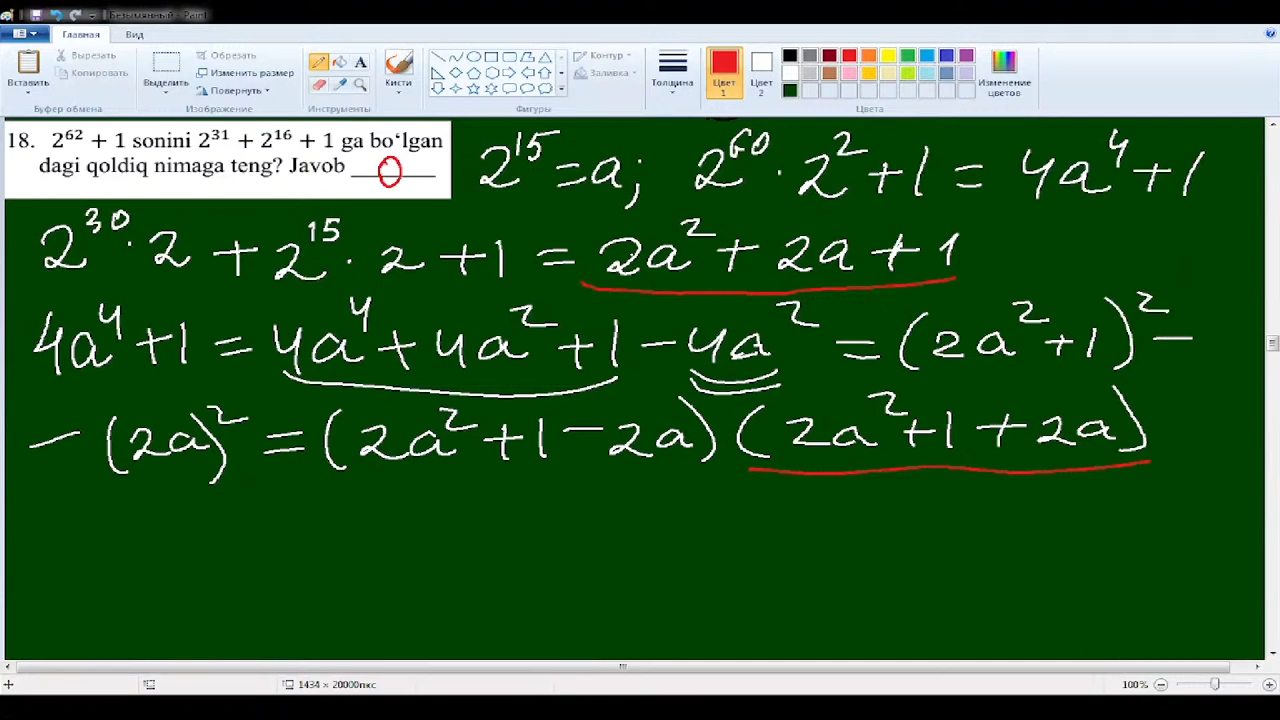 Безымянный - Paint
Главная Вид
Вставить
Вырезать
Копировать
Буфер обмена
Выделить
Обрезать
Изменить размер
Повернуть
Изображение
A
Инструменты
Кисти
Контур
Заливка
Фигуры
Толщина
Цвет 1
Цвет 2
Изменение цветов
Цвета
18. 2⁶² + 1 sonini 2³¹ + 2¹⁶ + 1 ga bo‘lgan
dagi qoldiq nimaga teng? Javob __0__
2¹⁵ = a; 2⁶⁰ · 2² + 1 = 4a⁴ + 1
2³⁰ · 2 + 2¹⁵ · 2 + 1 = 2a² + 2a + 1
4a⁴ + 1 = 4a⁴ + 4a² + 1 − 4a² = (2a² + 1)² −
− (2a)² = (2a² + 1 − 2a) (2a² + 1 + 2a)
1434 × 20000пкс
100%